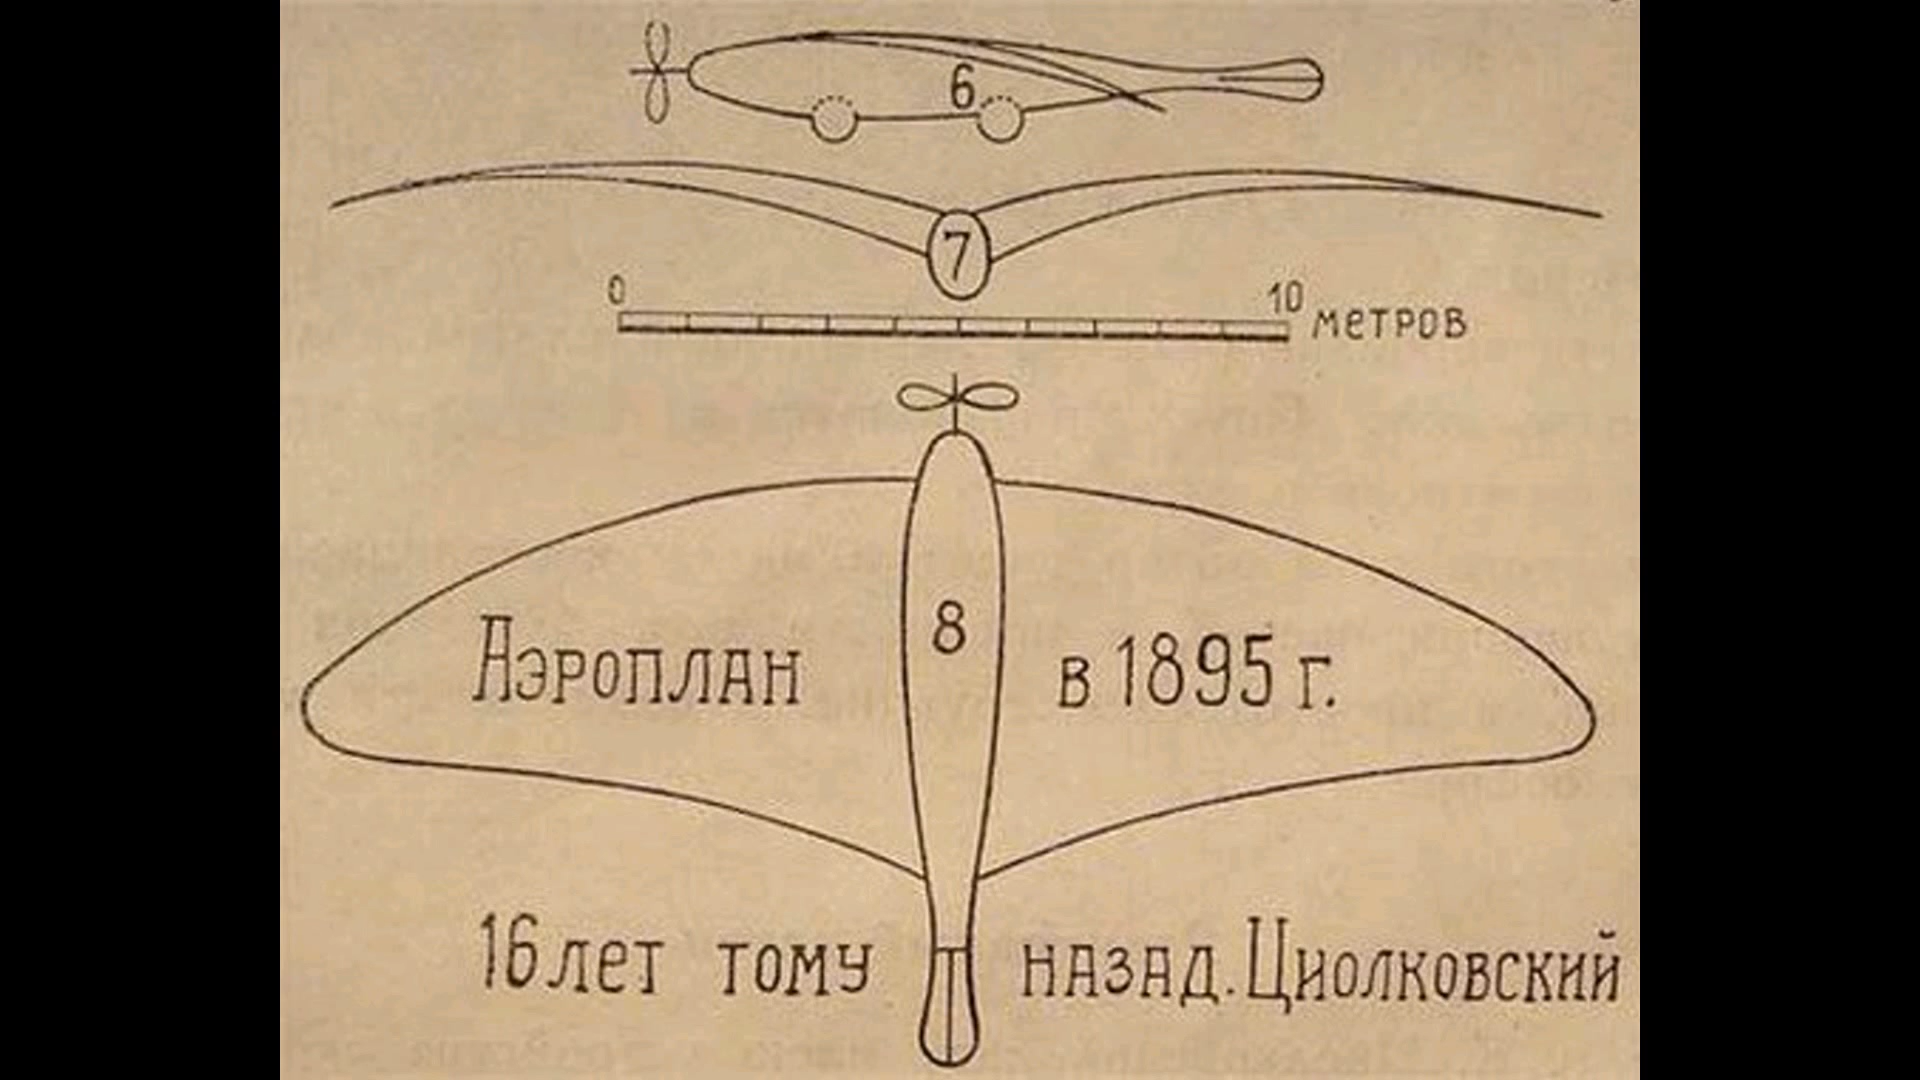 6
7
0 10 метров
8
Аэроплан в 1895 г.
16 лет тому назад. Циолковский